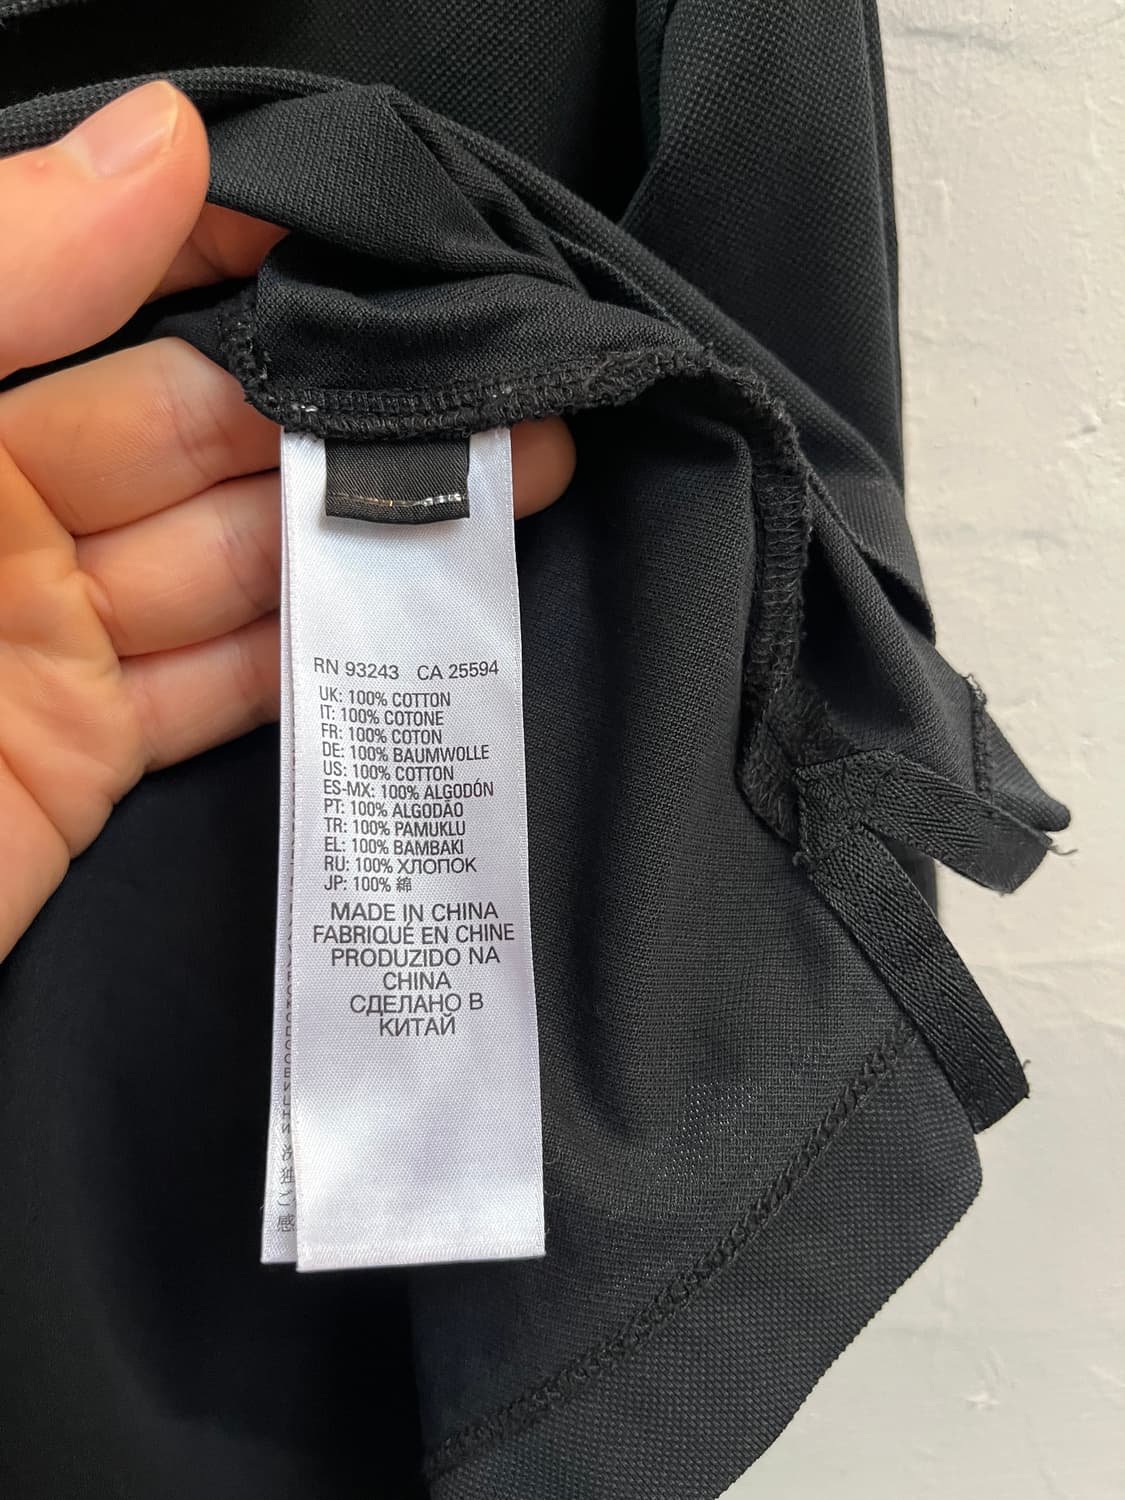 RN 93243 CA 25594
UK: 100% COTTON
IT: 100% COTONE
FR: 100% COTON
DE: 100% BAUMWOLLE
US: 100% COTTON
ES-MX: 100% ALGODÓN
PT: 100% ALGODÃO
TR: 100% PAMUKLU
EL: 100% BAMBAKI
RU: 100% ХЛОПОК
JP: 100% 綿
MADE IN CHINA
FABRIQUÉ EN CHINE
PRODUZIDO NA
CHINA
СДЕЛАНО В
КИТАЙ